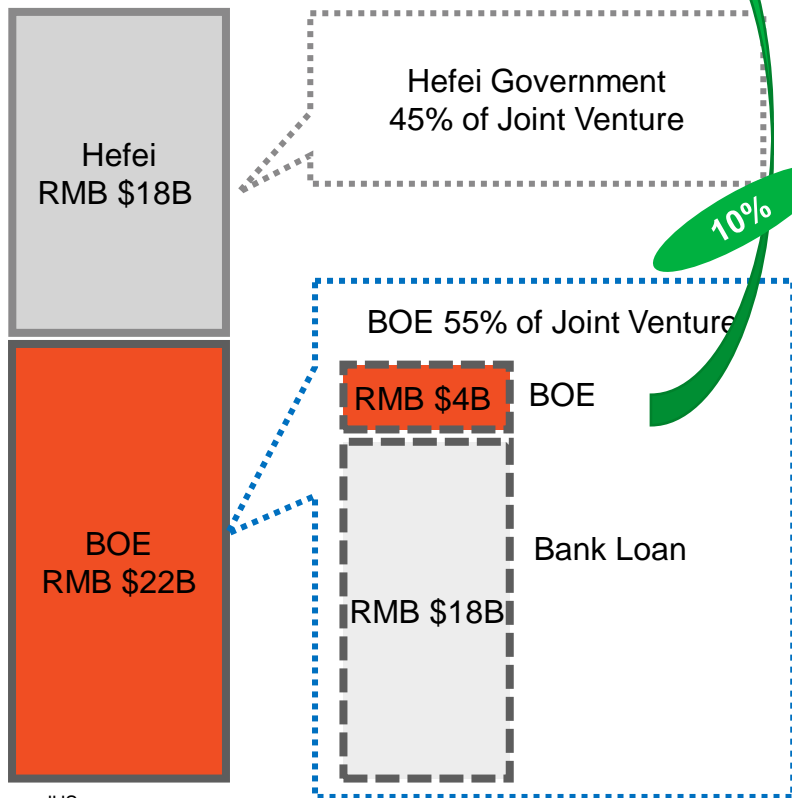 Hefei Government
45% of Joint Venture
Hefei
RMB $18B
10%
BOE 55% of Joint Venture
RMB $4B
BOE
BOE
RMB $22B
Bank Loan
RMB $18B